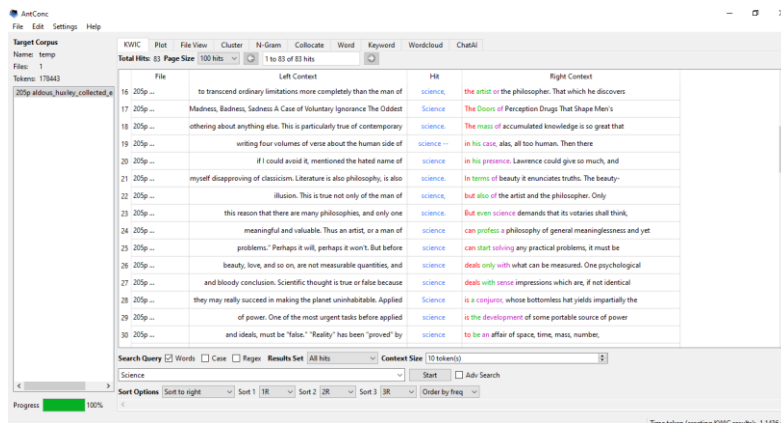 AntConc
File Edit Settings Help
Target Corpus
Name: temp
Files: 1
Tokens: 178443
205p aldous_huxley_collected_e
Progress 100%
KWIC Plot File View Cluster N-Gram Collocate Word Keyword Wordcloud ChatAI
Total Hits: 83 Page Size 100 hits 1 to 83 of 83 hits
File Left Context Hit Right Context
16 205p ... to transcend ordinary limitations more completely than the man of science, the artist or the philosopher. That which he discovers
17 205p ... Madness, Badness, Sadness A Case of Voluntary Ignorance The Oddest Science The Doors of Perception Drugs That Shape Men's
18 205p ... othering about anything else. This is particularly true of contemporary science. The mass of accumulated knowledge is so great that
19 205p ... writing four volumes of verse about the human side of science -- in his case, alas, all too human. Then there
20 205p ... if I could avoid it, mentioned the hated name of science in his presence. Lawrence could give so much, and
21 205p ... myself disapproving of classicism. Literature is also philosophy, is also science. In terms of beauty it enunciates truths. The beauty-
22 205p ... illusion. This is true not only of the man of science, but also of the artist and the philosopher. Only
23 205p ... this reason that there are many philosophies, and only one science. But even science demands that its votaries shall think,
24 205p ... meaningful and valuable. Thus an artist, or a man of science can profess a philosophy of general meaninglessness and yet
25 205p ... problems." Perhaps it will, perhaps it won't. But before science can start solving any practical problems, it must be
26 205p ... beauty, love, and so on, are not measurable quantities, and science deals only with what can be measured. One psychological
27 205p ... and bloody conclusion. Scientific thought is true or false because science deals with sense impressions which are, if not identical
28 205p ... they may really succeed in making the planet uninhabitable. Applied Science is a conjuror, whose bottomless hat yields impartially the
29 205p ... of power. One of the most urgent tasks before applied science is the development of some portable source of power
30 205p ... and ideals, must be "false." "Reality" has been "proved" by science to be an affair of space, time, mass, number,
Search Query Words Case Regex Results Set All hits Context Size 10 token(s)
Science Start Adv Search
Sort Options Sort to right Sort 1 1R Sort 2 2R Sort 3 3R Order by freq